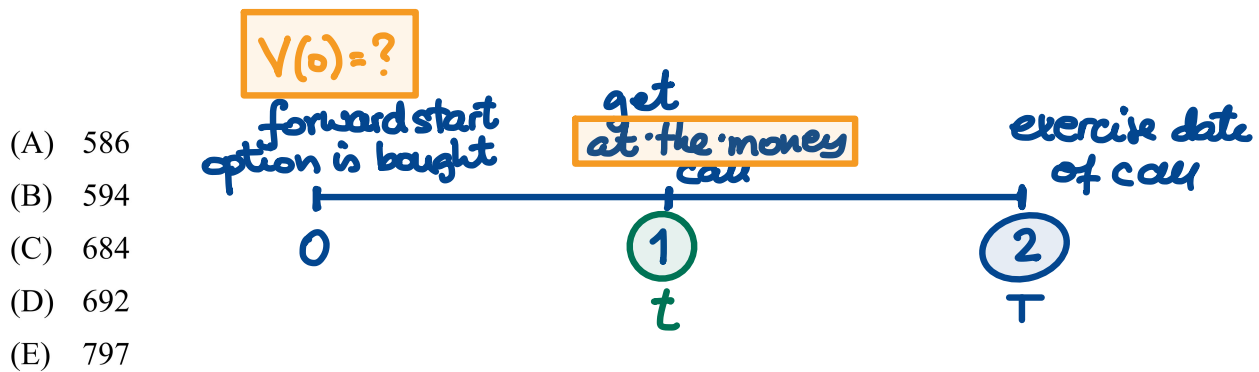 V(0)=?
forward start
option is bought
get
at·the·money
call
exercise date
of call
(A) 586
(B) 594
(C) 684
(D) 692
(E) 797
0 1 2
t T